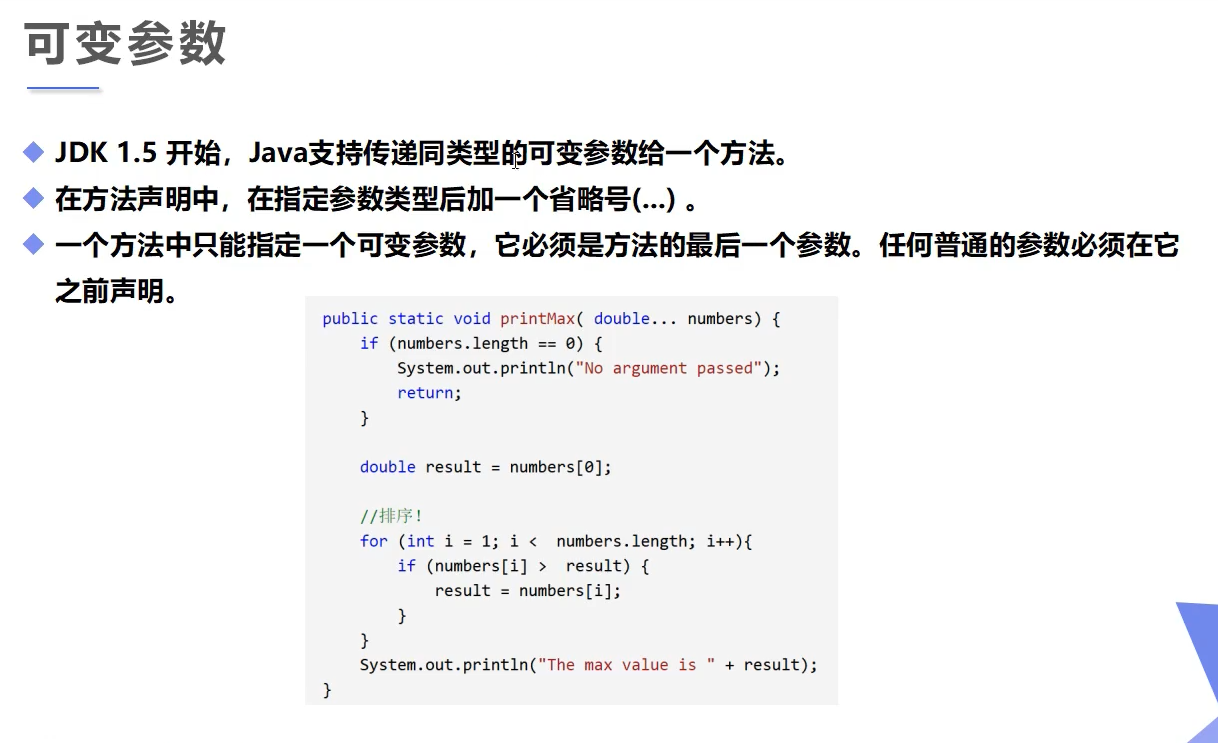 可变参数
JDK 1.5 开始，Java支持传递同类型的可变参数给一个方法。
在方法声明中，在指定参数类型后加一个省略号(...) 。
一个方法中只能指定一个可变参数，它必须是方法的最后一个参数。任何普通的参数必须在它
之前声明。
public static void printMax( double... numbers) {
    if (numbers.length == 0) {
        System.out.println("No argument passed");
        return;
    }
    double result = numbers[0];
    //排序！
    for (int i = 1; i <  numbers.length; i++){
        if (numbers[i] >  result) {
            result = numbers[i];
        }
    }
    System.out.println("The max value is " + result);
}